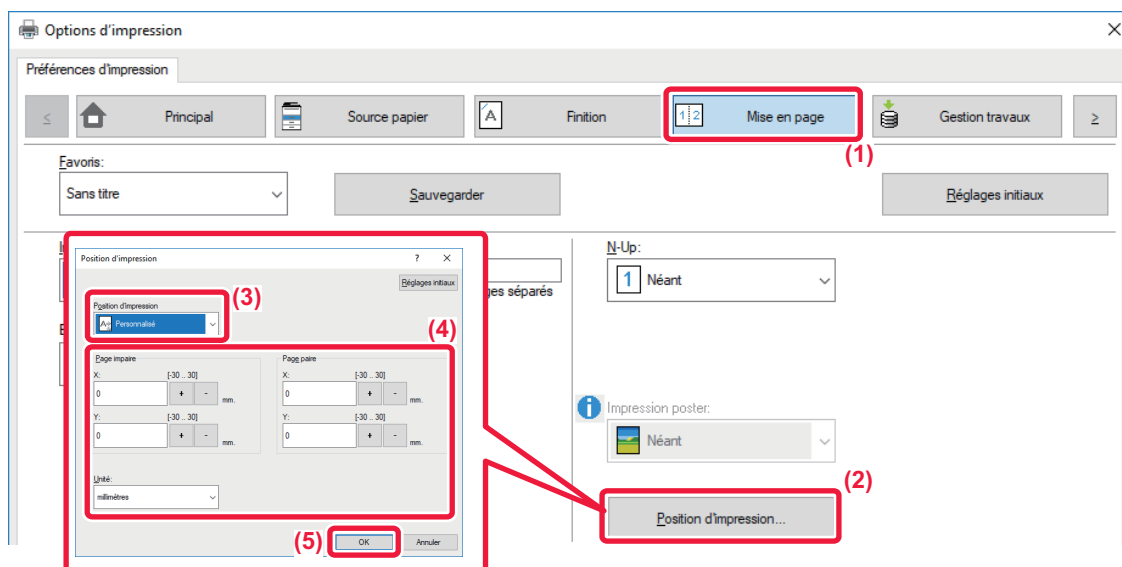 Options d'impression
Préférences d'impression
< Principal Source papier Finition 1 2 Mise en page Gestion travaux >
(1)
Favoris:
Sans titre Sauvegarder Réglages initiaux
N-Up:
1 Néant
ges séparés
Position d'impression ? ×
Réglages initiaux
(3)
Position d'impression
Personnalisé
(4)
Page impaire Page paire
X: [-30 .. 30] X: [-30 .. 30]
0 + - mm. 0 + - mm.
Y: [-30 .. 30] Y: [-30 .. 30]
0 + - mm. 0 + - mm.
Unité:
millimètres
(5) OK Annuler
Impression poster:
Néant
(2)
Position d'impression...